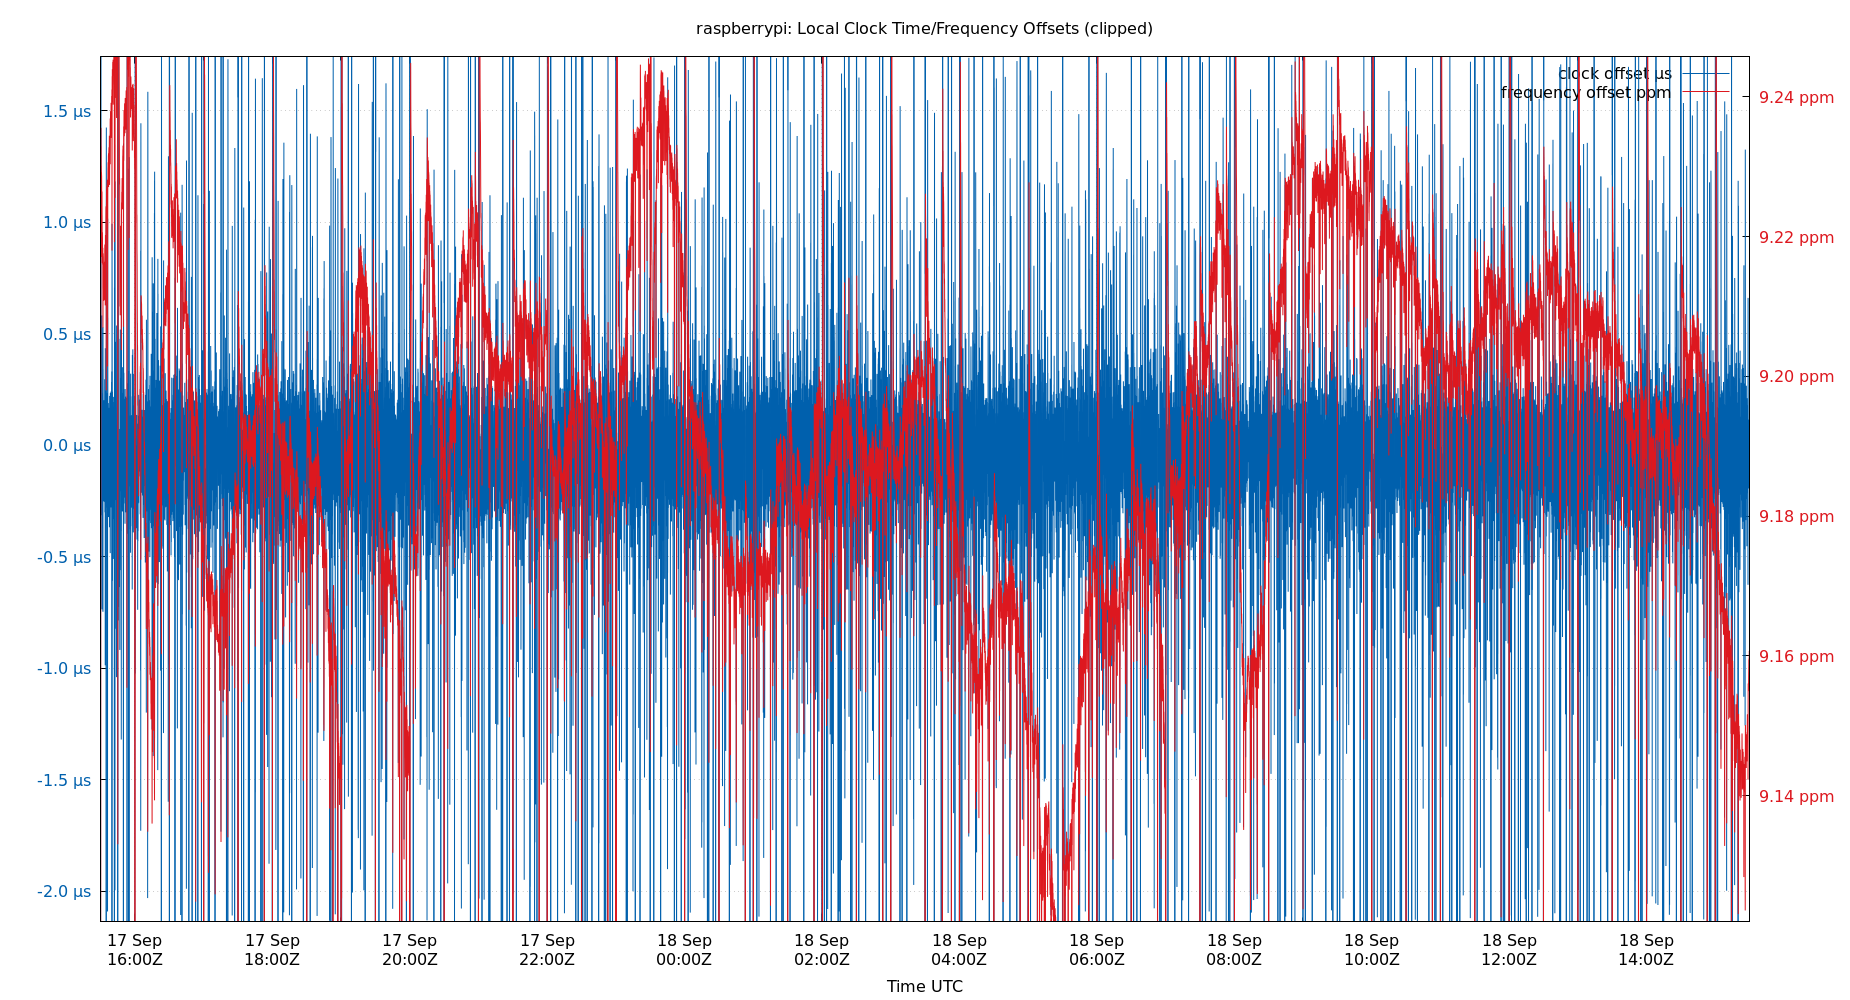 raspberrypi: Local Clock Time/Frequency Offsets (clipped)
clock offset µs
frequency offset ppm
1.5 µs
1.0 µs
0.5 µs
0.0 µs
-0.5 µs
-1.0 µs
-1.5 µs
-2.0 µs
9.24 ppm
9.22 ppm
9.20 ppm
9.18 ppm
9.16 ppm
9.14 ppm
17 Sep
16:00Z
17 Sep
18:00Z
17 Sep
20:00Z
17 Sep
22:00Z
18 Sep
00:00Z
18 Sep
02:00Z
18 Sep
04:00Z
18 Sep
06:00Z
18 Sep
08:00Z
18 Sep
10:00Z
18 Sep
12:00Z
18 Sep
14:00Z
Time UTC